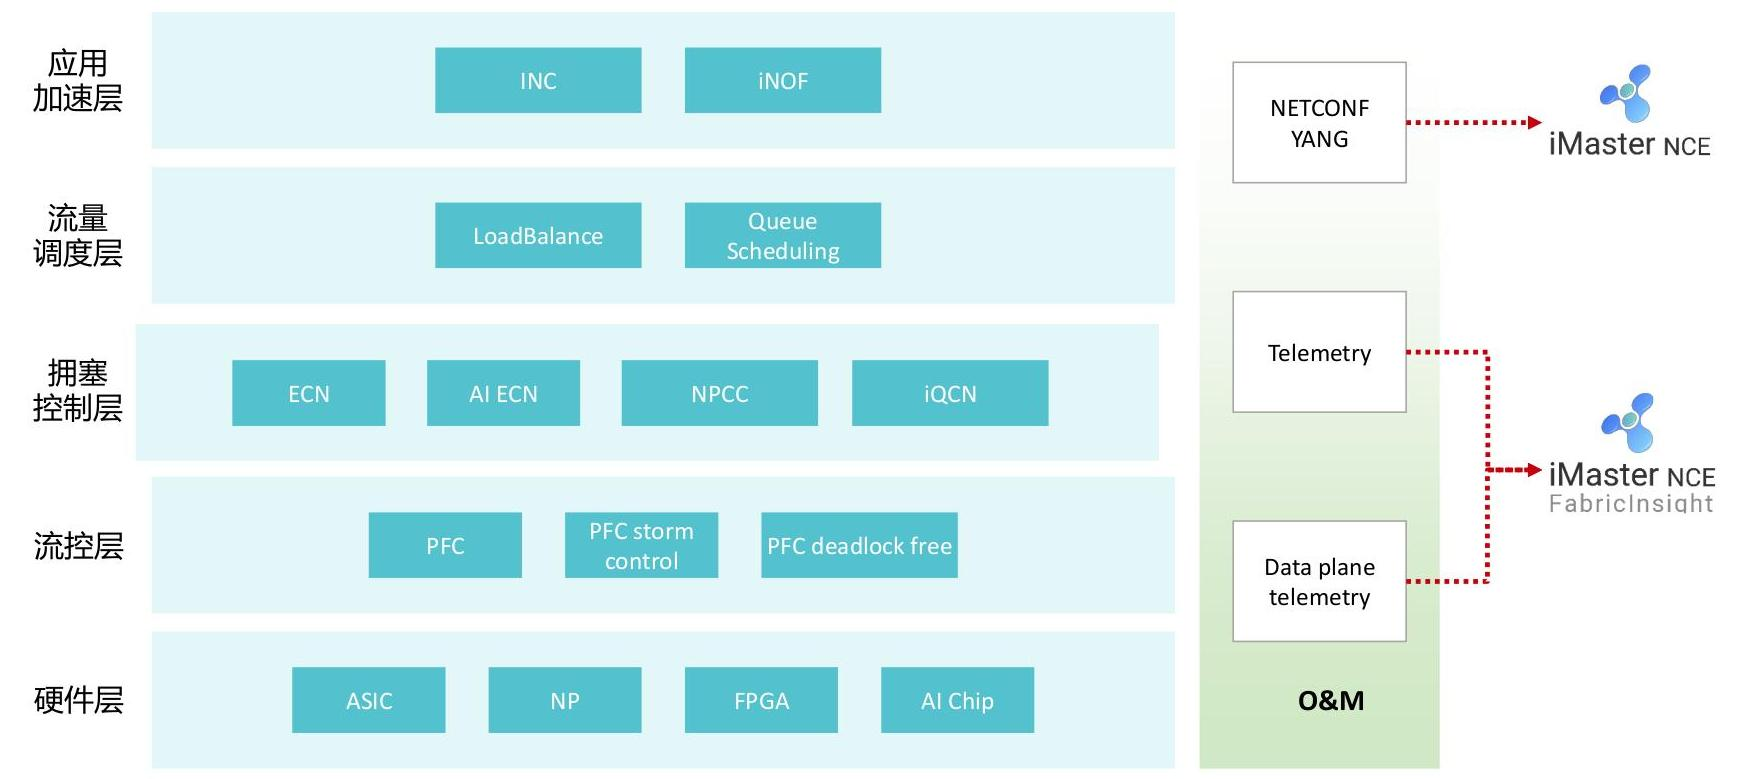 应用
加速层
INC
iNOF
流量
调度层
LoadBalance
Queue
Scheduling
拥塞
控制层
ECN
AI ECN
NPCC
iQCN
流控层
PFC
PFC storm
control
PFC deadlock free
硬件层
ASIC
NP
FPGA
AI Chip
NETCONF
YANG
Telemetry
Data plane
telemetry
O&M
iMaster NCE
iMaster NCE
FabricInsight